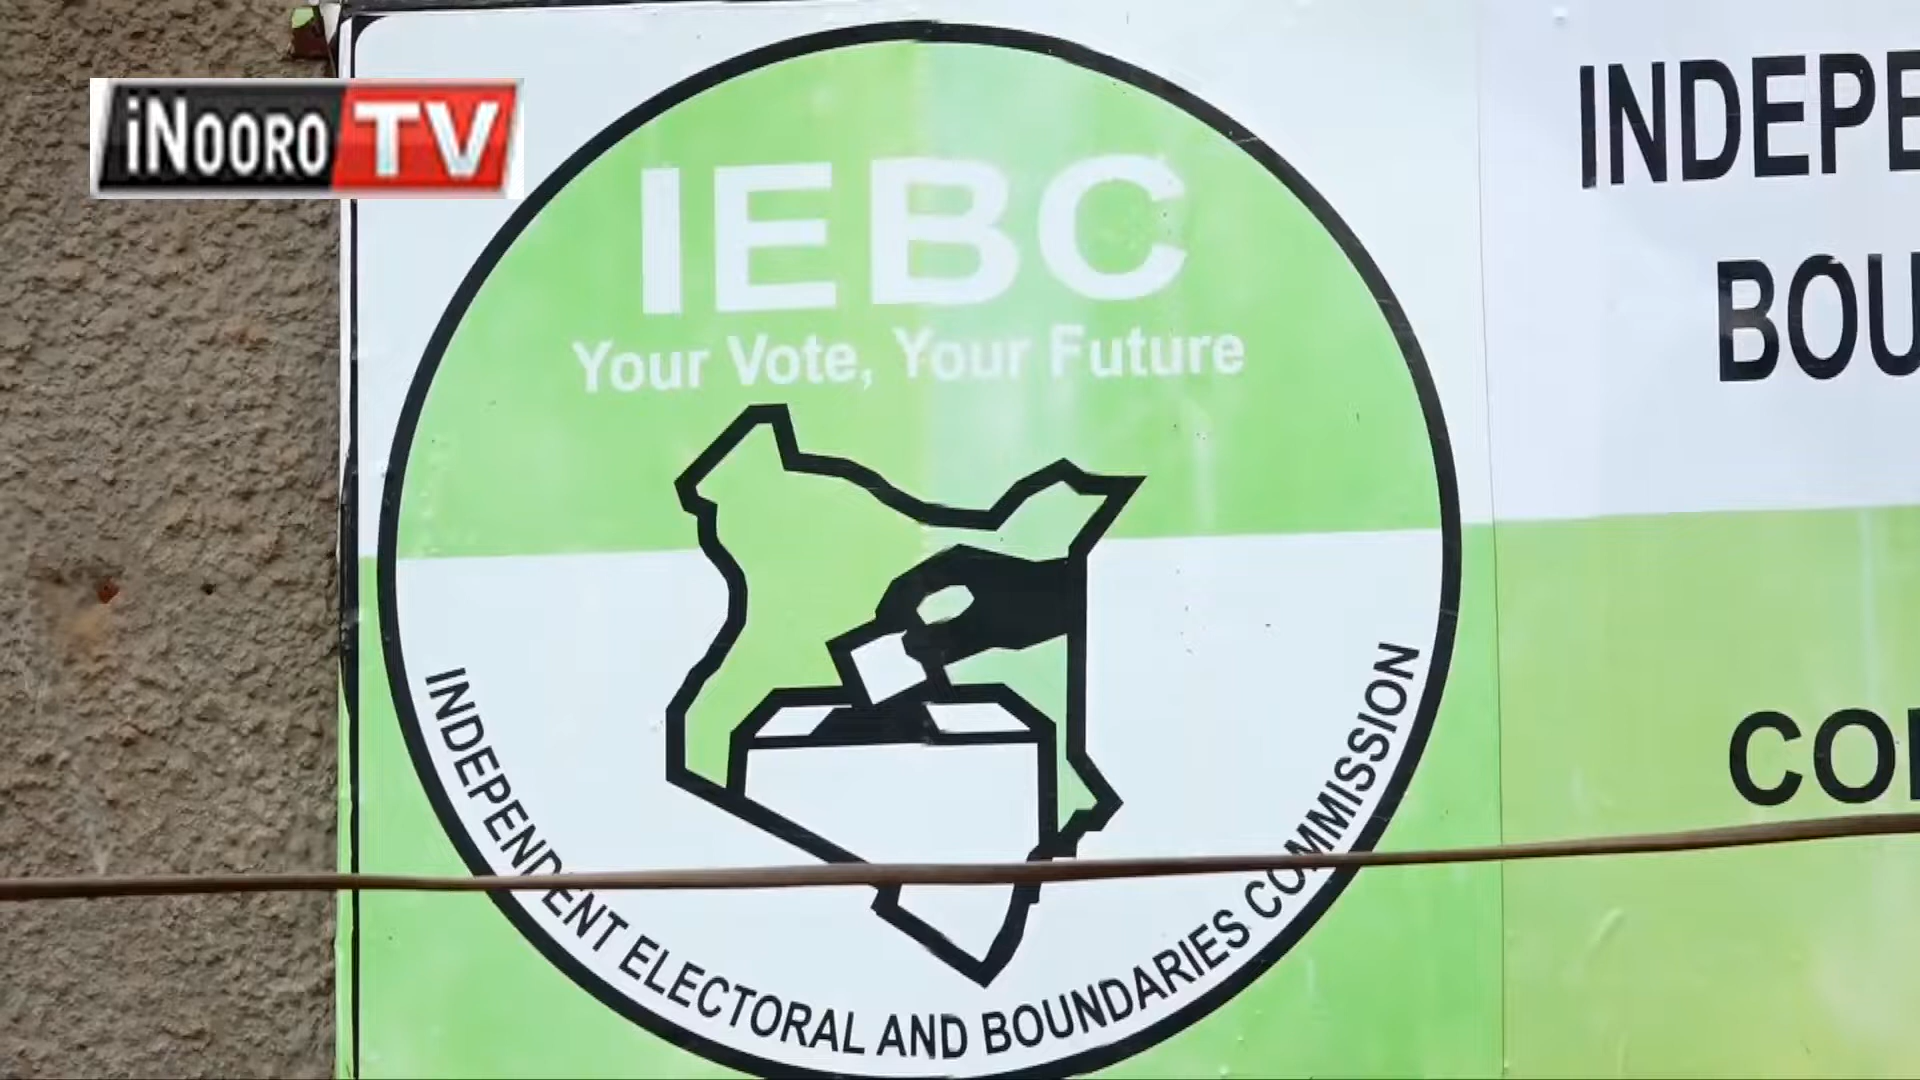 iNOORO TV
IEBC
Your Vote, Your Future
INDEPENDENT ELECTORAL AND BOUNDARIES COMMISSION
INDEPE
BOU
CO